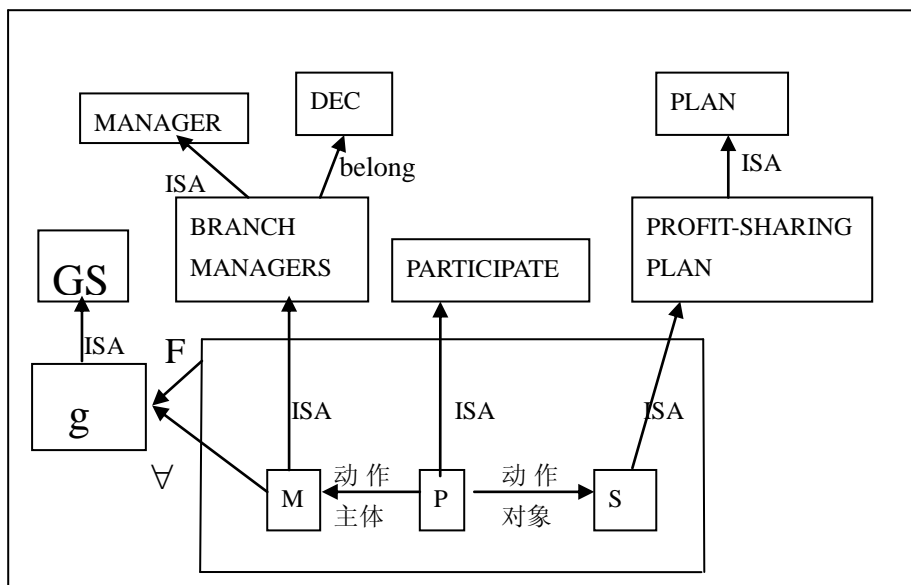 DEC
PLAN
MANAGER
belong
ISA
ISA
BRANCH
MANAGERS
PROFIT-SHARING
PLAN
GS
PARTICIPATE
ISA
F
g
ISA
ISA
ISA
∀
M
动作
主体
P
动作
对象
S